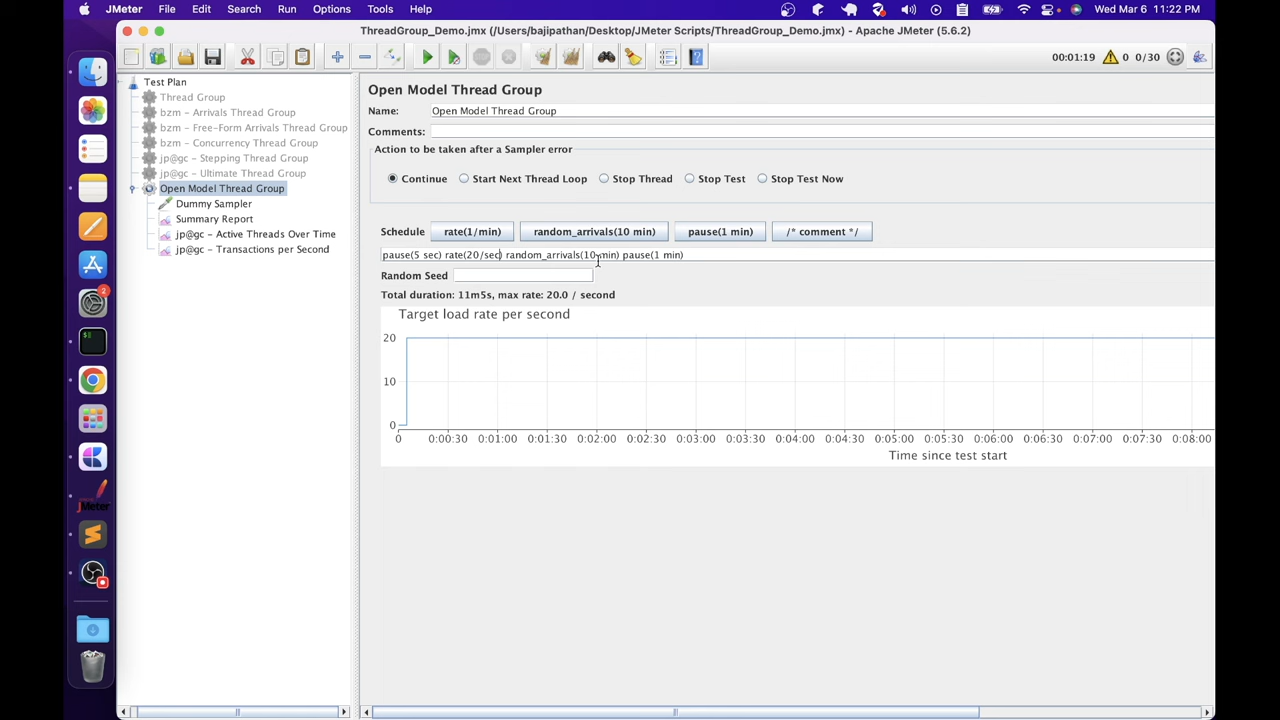 JMeter File Edit Search Run Options Tools Help Wed Mar 6 11:22 PM
ThreadGroup_Demo.jmx (/Users/bajipathan/Desktop/JMeter Scripts/ThreadGroup_Demo.jmx) - Apache JMeter (5.6.2)
00:01:19 0 0/30
Test Plan
Thread Group
bzm - Arrivals Thread Group
bzm - Free-Form Arrivals Thread Group
bzm - Concurrency Thread Group
jp@gc - Stepping Thread Group
jp@gc - Ultimate Thread Group
Open Model Thread Group
Dummy Sampler
Summary Report
jp@gc - Active Threads Over Time
jp@gc - Transactions per Second
Open Model Thread Group
Name: Open Model Thread Group
Comments:
Action to be taken after a Sampler error
Continue Start Next Thread Loop Stop Thread Stop Test Stop Test Now
Schedule rate(1/min) random_arrivals(10 min) pause(1 min) /* comment */
pause(5 sec) rate(20/sec) random_arrivals(10 min) pause(1 min)
Random Seed
Total duration: 11m5s, max rate: 20.0 / second
Target load rate per second
20
10
0
0 0:00:30 0:01:00 0:01:30 0:02:00 0:02:30 0:03:00 0:03:30 0:04:00 0:04:30 0:05:00 0:05:30 0:06:00 0:06:30 0:07:00 0:07:30 0:08:00
Time since test start
2
JMeter